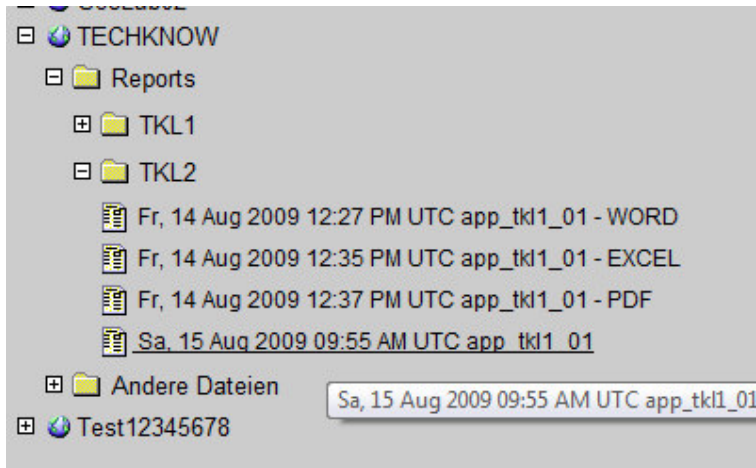 TECHKNOW
Reports
TKL1
TKL2
Fr, 14 Aug 2009 12:27 PM UTC app_tkl1_01 - WORD
Fr, 14 Aug 2009 12:35 PM UTC app_tkl1_01 - EXCEL
Fr, 14 Aug 2009 12:37 PM UTC app_tkl1_01 - PDF
Sa, 15 Aug 2009 09:55 AM UTC app_tkl1_01
Andere Dateien
Sa, 15 Aug 2009 09:55 AM UTC app_tkl1_01
Test12345678